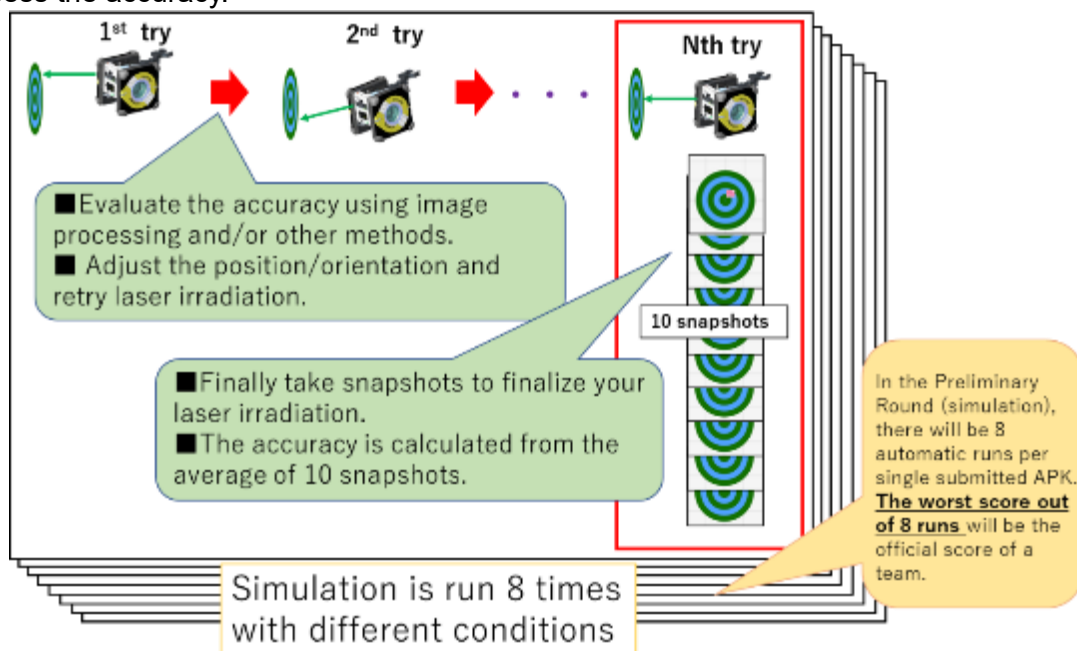 ess the accuracy.
1st try
2nd try
Nth try
■Evaluate the accuracy using image
processing and/or other methods.
■ Adjust the position/orientation and
retry laser irradiation.
10 snapshots
■Finally take snapshots to finalize your
laser irradiation.
■The accuracy is calculated from the
average of 10 snapshots.
In the Preliminary
Round (simulation),
there will be 8
automatic runs per
single submitted APK.
The worst score out
of 8 runs will be the
official score of a
team.
Simulation is run 8 times
with different conditions